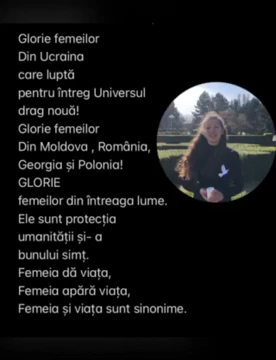 Glorie femeilor
Din Ucraina
care luptă
pentru întreg Universul
drag nouă!
Glorie femeilor
Din Moldova , România,
Georgia și Polonia!
GLORIE
femeilor din întreaga lume.
Ele sunt protecția
umanității și- a
bunului simț.
Femeia dă viața,
Femeia apără viața,
Femeia și viața sunt sinonime.